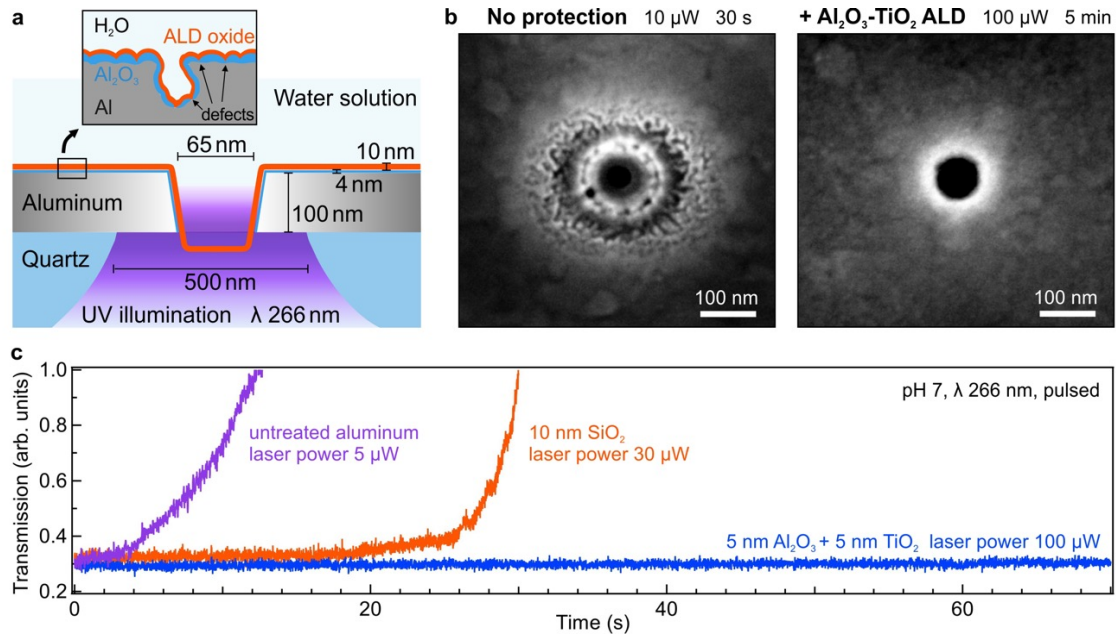 a
H₂O
ALD oxide
Al₂O₃
Al
defects
Water solution
65 nm
10 nm
4 nm
Aluminum
100 nm
Quartz
500 nm
UV illumination λ 266 nm
b
No protection 10 µW 30 s
100 nm
+ Al₂O₃-TiO₂ ALD 100 µW 5 min
100 nm
c
Transmission (arb. units)
1.0
0.8
0.6
0.4
0.2
pH 7, λ 266 nm, pulsed
untreated aluminum
laser power 5 µW
10 nm SiO₂
laser power 30 µW
5 nm Al₂O₃ + 5 nm TiO₂ laser power 100 µW
0
20
40
60
Time (s)